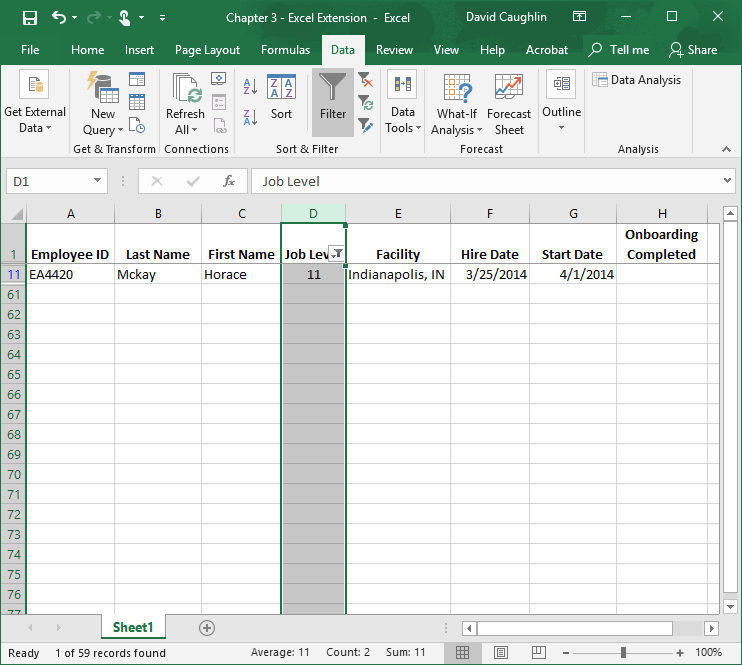 Chapter 3 - Excel Extension - Excel
David Caughlin
File Home Insert Page Layout Formulas Data Review View Help Acrobat Tell me Share
Get External Data
New Query
Get & Transform
Refresh All
Connections
Sort
Filter
Sort & Filter
Data Tools
What-If Analysis
Forecast Sheet
Forecast
Outline
Data Analysis
Analysis
D1
fx
Job Level
A B C D E F G H
1 Employee ID Last Name First Name Job Lev Facility Hire Date Start Date Onboarding Completed
11 EA4420 Mckay Horace 11 Indianapolis, IN 3/25/2014 4/1/2014
61
62
63
64
65
66
67
68
69
70
71
72
73
74
75
76
77
Sheet1
Ready 1 of 59 records found Average: 11 Count: 2 Sum: 11 100%